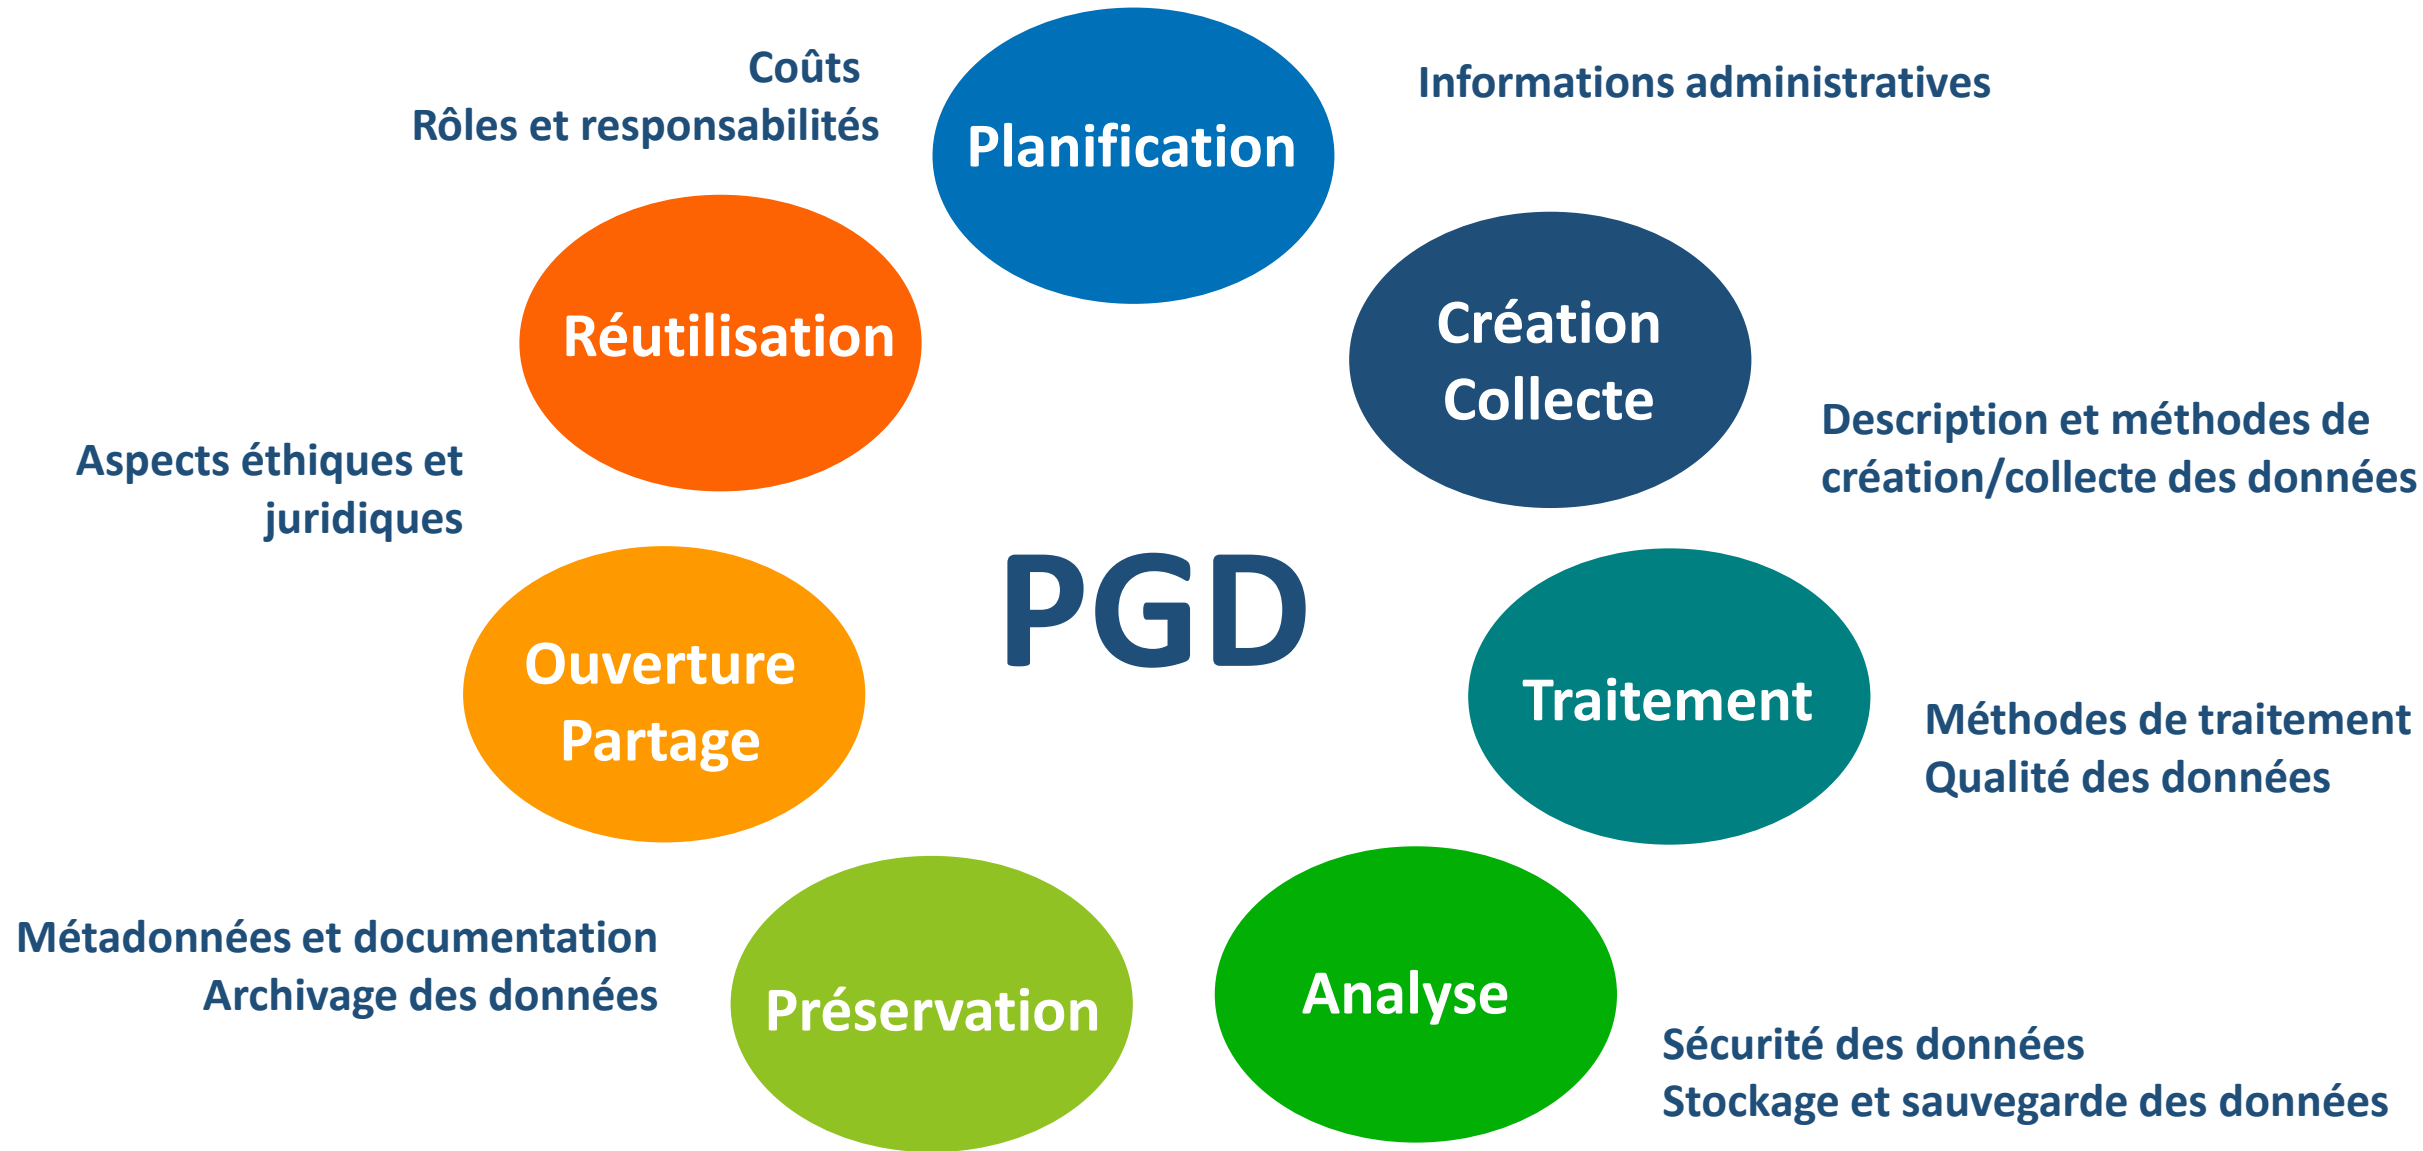 Coûts
Rôles et responsabilités
Planification
Informations administratives
Création
Collecte
Description et méthodes de
création/collecte des données
Traitement
Méthodes de traitement
Qualité des données
Analyse
Sécurité des données
Stockage et sauvegarde des données
Préservation
Métadonnées et documentation
Archivage des données
Ouverture
Partage
Aspects éthiques et
juridiques
Réutilisation
PGD